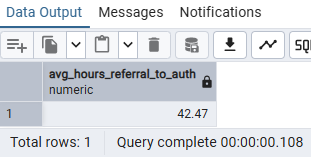 Data Output Messages Notifications
SQL
avg_hours_referral_to_auth
numeric
1 42.47
Total rows: 1 Query complete 00:00:00.108